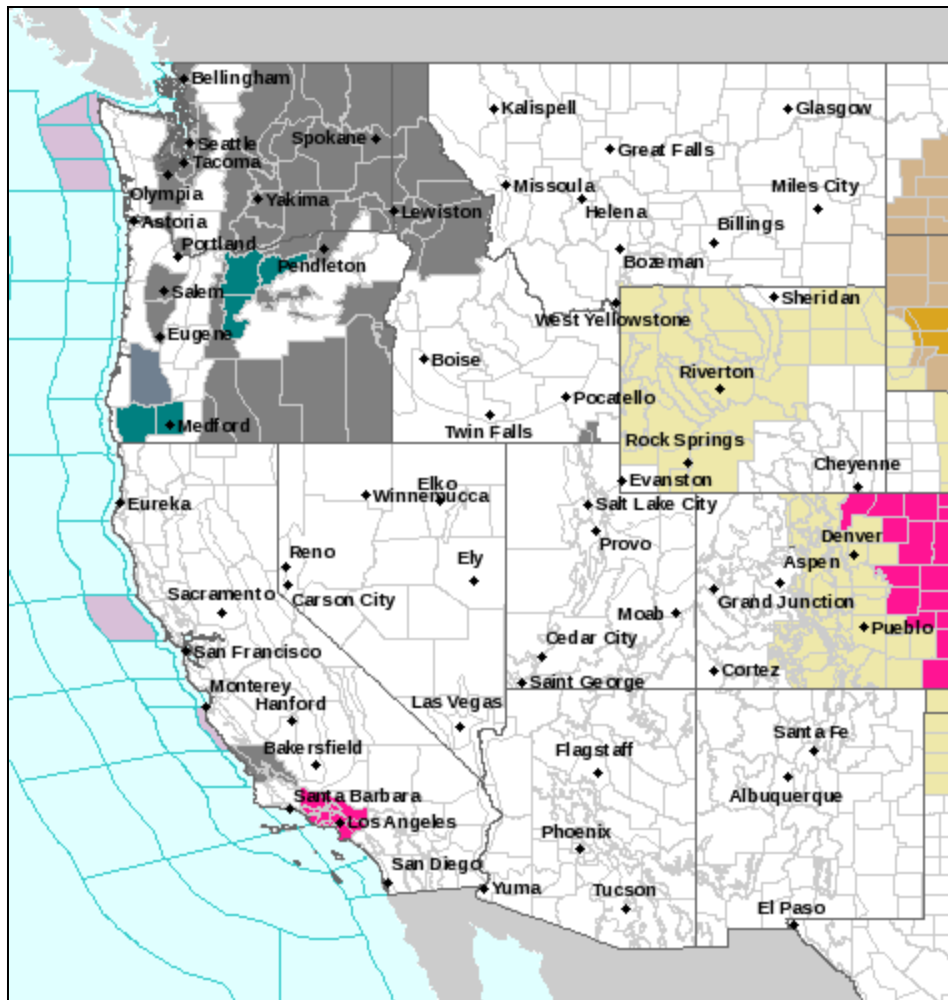 Bellingham
Kalispell
Glasgow
Seattle
Spokane
Great Falls
Tacoma
Missoula
Miles City
Olympia
Yakima
Lewiston
Helena
Astoria
Billings
Portland
Pendleton
Bozeman
Salem
Sheridan
West Yellowstone
Eugene
Boise
Riverton
Pocatello
Medford
Twin Falls
Rock Springs
Cheyenne
Evanston
Elko
Winnemucca
Eureka
Salt Lake City
Provo
Denver
Reno
Ely
Aspen
Sacramento
Carson City
Grand Junction
Moab
Pueblo
Cedar City
San Francisco
Cortez
Saint George
Monterey
Hanford
Las Vegas
Santa Fe
Bakersfield
Flagstaff
Albuquerque
Santa Barbara
Los Angeles
Phoenix
San Diego
Yuma
Tucson
El Paso